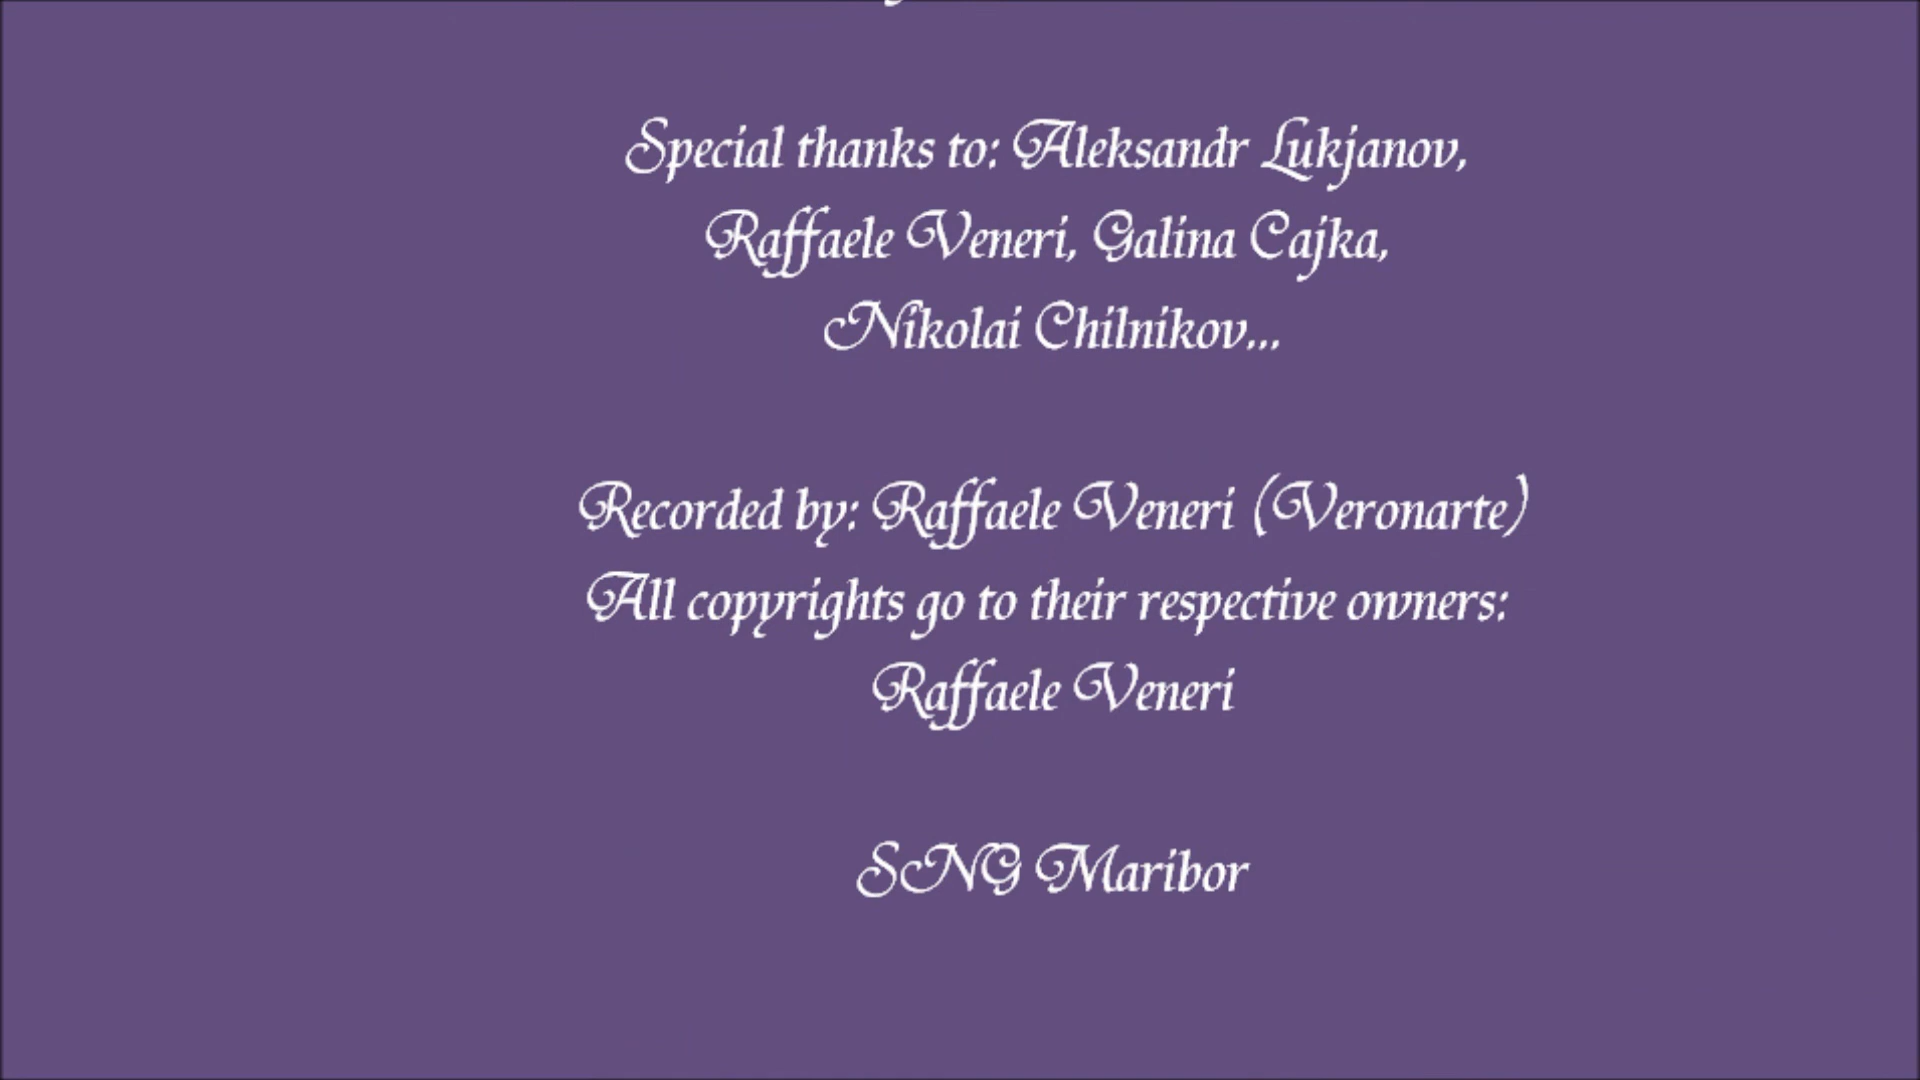 Special thanks to: Aleksandr Lukjanov,
Raffaele Veneri, Galina Cajka,
Nikolai Chilnikov...
Recorded by: Raffaele Veneri (Veronarte)
All copyrights go to their respective owners:
Raffaele Veneri
SNG Maribor